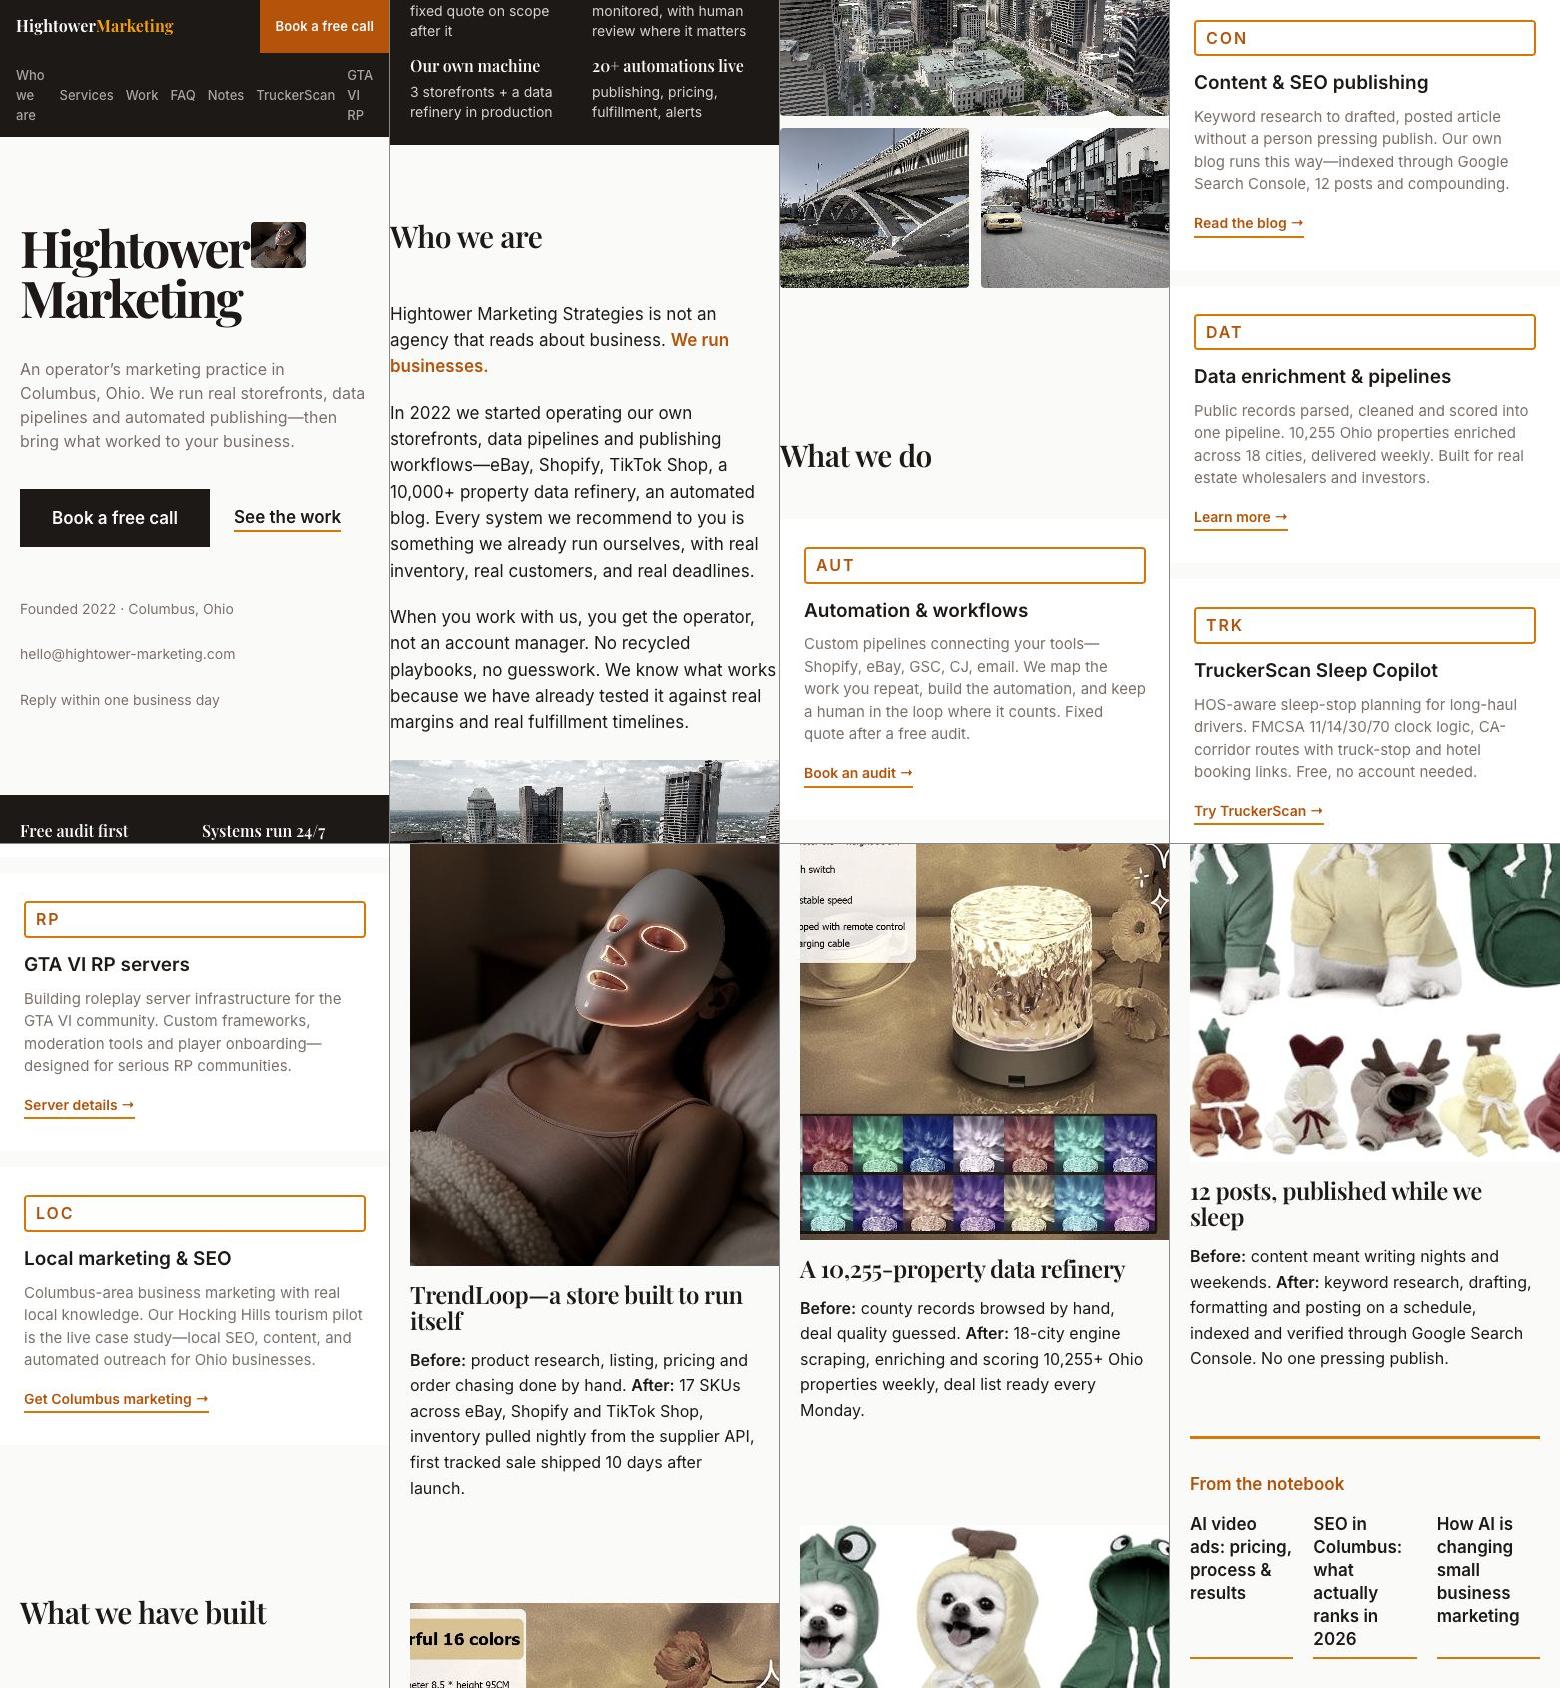 HightowerMarketing
Book a free call
Who we are
Services
Work
FAQ
Notes
TruckerScan
GTA VI RP
Hightower
Marketing
An operator’s marketing practice in
Columbus, Ohio. We run real storefronts, data
pipelines and automated publishing—then
bring what worked to your business.
Book a free call
See the work
Founded 2022 · Columbus, Ohio
hello@hightower-marketing.com
Reply within one business day
Free audit first
Systems run 24/7
fixed quote on scope
after it
monitored, with human
review where it matters
Our own machine
3 storefronts + a data
refinery in production
20+ automations live
publishing, pricing,
fulfillment, alerts
Who we are
Hightower Marketing Strategies is not an
agency that reads about business. We run
businesses.
In 2022 we started operating our own
storefronts, data pipelines and publishing
workflows—eBay, Shopify, TikTok Shop, a
10,000+ property data refinery, an automated
blog. Every system we recommend to you is
something we already run ourselves, with real
inventory, real customers, and real deadlines.
When you work with us, you get the operator,
not an account manager. No recycled
playbooks, no guesswork. We know what works
because we have already tested it against real
margins and real fulfillment timelines.
What we do
AUT
Automation & workflows
Custom pipelines connecting your tools—
Shopify, eBay, GSC, CJ, email. We map the
work you repeat, build the automation, and keep
a human in the loop where it counts. Fixed
quote after a free audit.
Book an audit →
CON
Content & SEO publishing
Keyword research to drafted, posted article
without a person pressing publish. Our own
blog runs this way—indexed through Google
Search Console, 12 posts and compounding.
Read the blog →
DAT
Data enrichment & pipelines
Public records parsed, cleaned and scored into
one pipeline. 10,255 Ohio properties enriched
across 18 cities, delivered weekly. Built for real
estate wholesalers and investors.
Learn more →
TRK
TruckerScan Sleep Copilot
HOS-aware sleep-stop planning for long-haul
drivers. FMCSA 11/14/30/70 clock logic, CA-
corridor routes with truck-stop and hotel
booking links. Free, no account needed.
Try TruckerScan →
RP
GTA VI RP servers
Building roleplay server infrastructure for the
GTA VI community. Custom frameworks,
moderation tools and player onboarding—
designed for serious RP communities.
Server details →
LOC
Local marketing & SEO
Columbus-area business marketing with real
local knowledge. Our Hocking Hills tourism pilot
is the live case study—local SEO, content, and
automated outreach for Ohio businesses.
Get Columbus marketing →
What we have built
TrendLoop—a store built to run
itself
Before: product research, listing, pricing and
order chasing done by hand. After: 17 SKUs
across eBay, Shopify and TikTok Shop,
inventory pulled nightly from the supplier API,
first tracked sale shipped 10 days after
launch.
rful 16 colors
eter 8.5 * height 95CM
h switch
stable speed
pped with remote control
arging cable
A 10,255-property data refinery
Before: county records browsed by hand,
deal quality guessed. After: 18-city engine
scraping, enriching and scoring 10,255+ Ohio
properties weekly, deal list ready every
Monday.
12 posts, published while we
sleep
Before: content meant writing nights and
weekends. After: keyword research, drafting,
formatting and posting on a schedule,
indexed and verified through Google Search
Console. No one pressing publish.
From the notebook
AI video
ads: pricing,
process &
results
SEO in
Columbus:
what
actually
ranks in
2026
How AI is
changing
small
business
marketing